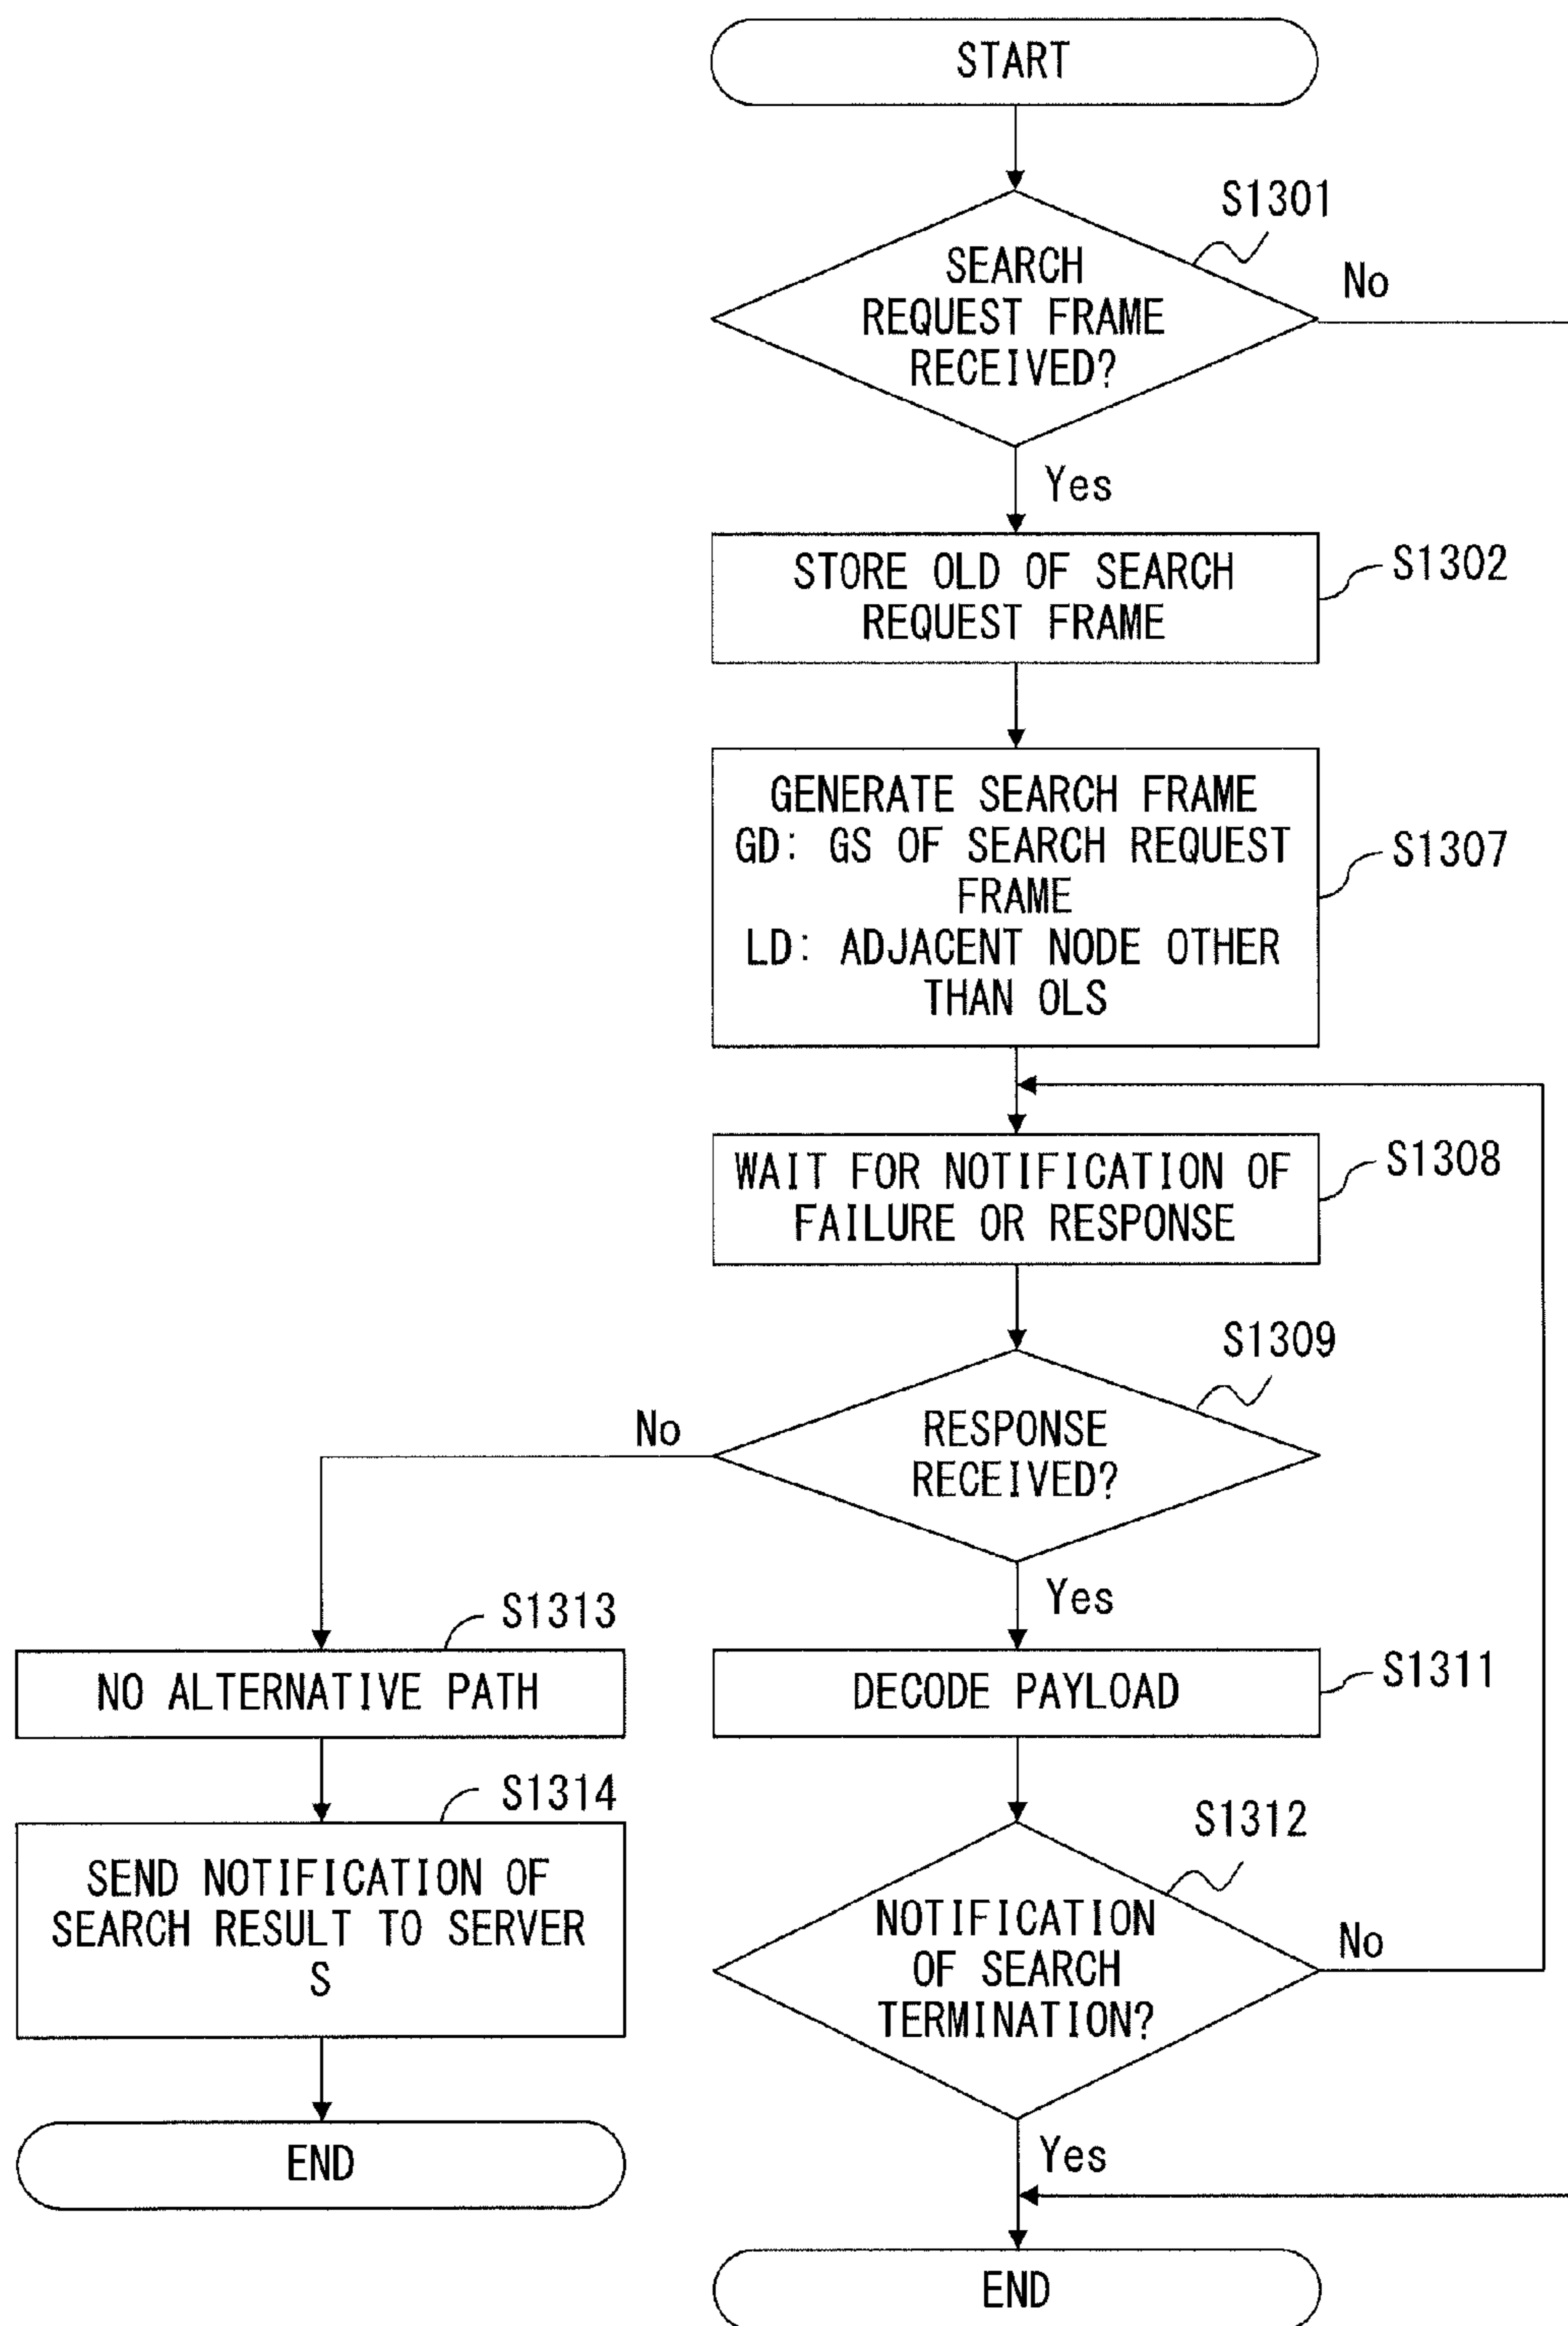 START
S1301
SEARCH
REQUEST FRAME
RECEIVED?
No
Yes
STORE OLD OF SEARCH
REQUEST FRAME
S1302
GENERATE SEARCH FRAME
GD: GS OF SEARCH REQUEST
FRAME
LD: ADJACENT NODE OTHER
THAN OLS
S1307
WAIT FOR NOTIFICATION OF
FAILURE OR RESPONSE
S1308
S1309
RESPONSE
RECEIVED?
No
Yes
S1313
NO ALTERNATIVE PATH
DECODE PAYLOAD
S1311
S1314
SEND NOTIFICATION OF
SEARCH RESULT TO SERVER
S
S1312
NOTIFICATION
OF SEARCH
TERMINATION?
No
Yes
END
END